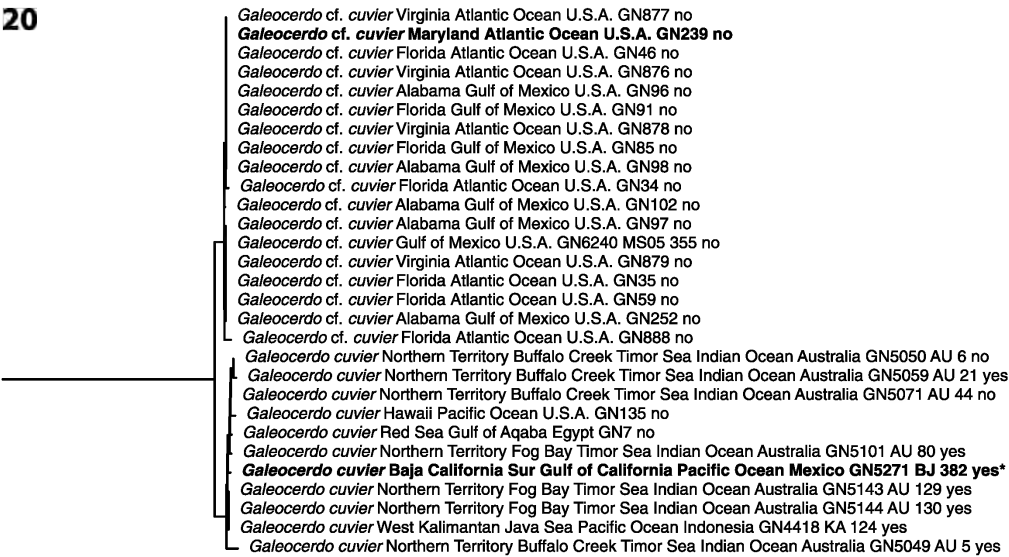 20
Galeocerdo cf. cuvier Virginia Atlantic Ocean U.S.A. GN877 no
Galeocerdo cf. cuvier Maryland Atlantic Ocean U.S.A. GN239 no
Galeocerdo cf. cuvier Florida Atlantic Ocean U.S.A. GN46 no
Galeocerdo cf. cuvier Virginia Atlantic Ocean U.S.A. GN876 no
Galeocerdo cf. cuvier Alabama Gulf of Mexico U.S.A. GN96 no
Galeocerdo cf. cuvier Florida Gulf of Mexico U.S.A. GN91 no
Galeocerdo cf. cuvier Virginia Atlantic Ocean U.S.A. GN878 no
Galeocerdo cf. cuvier Florida Gulf of Mexico U.S.A. GN85 no
Galeocerdo cf. cuvier Alabama Gulf of Mexico U.S.A. GN98 no
Galeocerdo cf. cuvier Florida Atlantic Ocean U.S.A. GN34 no
Galeocerdo cf. cuvier Alabama Gulf of Mexico U.S.A. GN102 no
Galeocerdo cf. cuvier Alabama Gulf of Mexico U.S.A. GN97 no
Galeocerdo cf. cuvier Gulf of Mexico U.S.A. GN6240 MS05 355 no
Galeocerdo cf. cuvier Virginia Atlantic Ocean U.S.A. GN879 no
Galeocerdo cf. cuvier Florida Atlantic Ocean U.S.A. GN35 no
Galeocerdo cf. cuvier Florida Atlantic Ocean U.S.A. GN59 no
Galeocerdo cf. cuvier Alabama Gulf of Mexico U.S.A. GN252 no
Galeocerdo cf. cuvier Florida Atlantic Ocean U.S.A. GN888 no
Galeocerdo cuvier Northern Territory Buffalo Creek Timor Sea Indian Ocean Australia GN5050 AU 6 no
Galeocerdo cuvier Northern Territory Buffalo Creek Timor Sea Indian Ocean Australia GN5059 AU 21 yes
Galeocerdo cuvier Northern Territory Buffalo Creek Timor Sea Indian Ocean Australia GN5071 AU 44 no
Galeocerdo cuvier Hawaii Pacific Ocean U.S.A. GN135 no
Galeocerdo cuvier Red Sea Gulf of Aqaba Egypt GN7 no
Galeocerdo cuvier Northern Territory Fog Bay Timor Sea Indian Ocean Australia GN5101 AU 80 yes
Galeocerdo cuvier Baja California Sur Gulf of California Pacific Ocean Mexico GN5271 BJ 382 yes*
Galeocerdo cuvier Northern Territory Fog Bay Timor Sea Indian Ocean Australia GN5143 AU 129 yes
Galeocerdo cuvier Northern Territory Fog Bay Timor Sea Indian Ocean Australia GN5144 AU 130 yes
Galeocerdo cuvier West Kalimantan Java Sea Pacific Ocean Indonesia GN4418 KA 124 yes
Galeocerdo cuvier Northern Territory Buffalo Creek Timor Sea Indian Ocean Australia GN5049 AU 5 yes